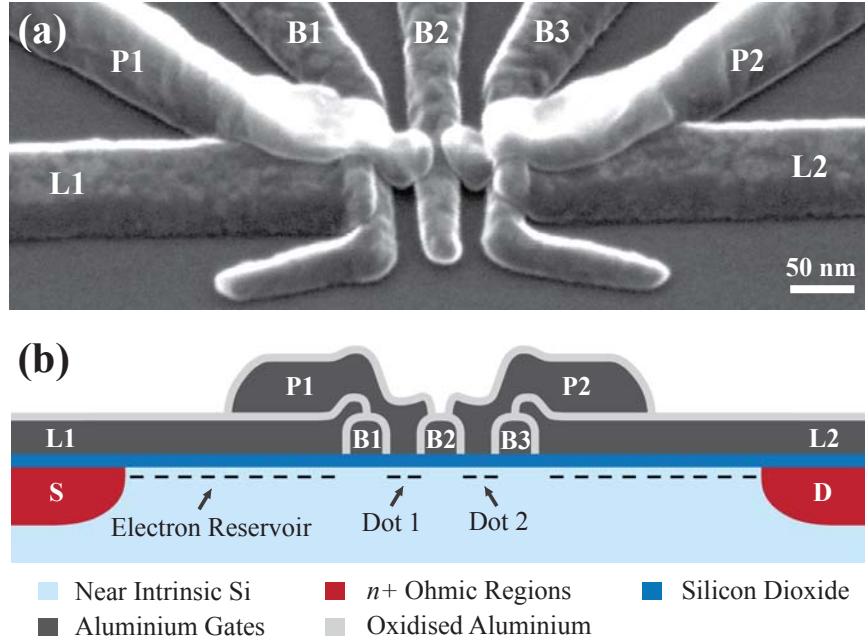 (a)
P1
B1
B2
B3
P2
L1
L2
50 nm
(b)
P1
P2
L1
B1
B2
B3
L2
S
D
Electron Reservoir
Dot 1
Dot 2
Near Intrinsic Si
n+ Ohmic Regions
Silicon Dioxide
Aluminium Gates
Oxidised Aluminium